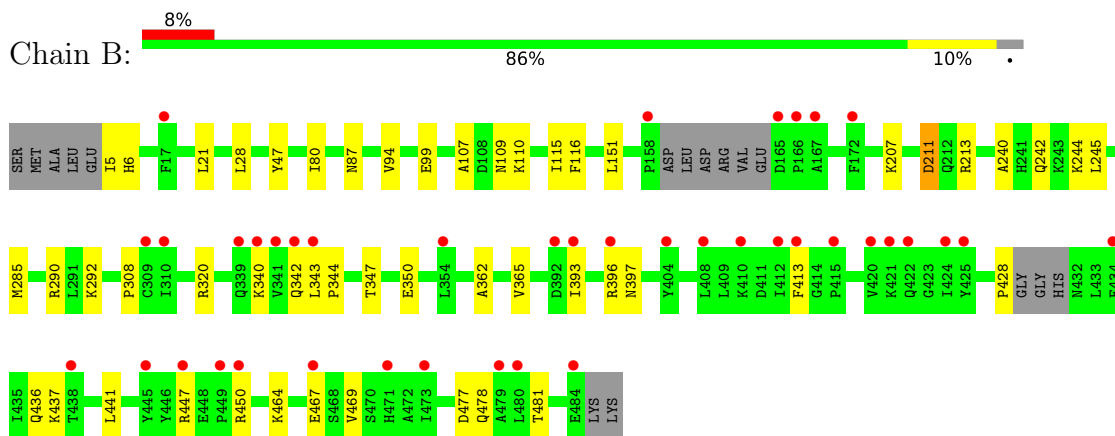 8%
Chain B:
86% 10% •
SER MET ALA LEU GLU I5 H6 F17 L21 L28 Y47 I80 N87 V94 E99 A107 D108 N109 K110 I115 F116 L151 P158 ASP LEU ASP ARG VAL GLU D165 P166 A167 F172 K207 D211 Q212 R213 A240 H241 Q242 K243 K244 L245
M285 R290 L291 K292 P308 C309 I310 R320 Q339 K340 V341 Q342 L343 P344 T347 E350 L354 A362 V365 D392 I393 R396 N397 Y404 L408 L409 K410 D411 I412 F413 G414 P415 V420 K421 Q422 G423 I424 Y425 P428 GLY GLY HIS N432 L433 E434
I435 Q436 K437 T438 L441 Y445 Y446 R447 E448 P449 R450 K464 E467 S468 V469 S470 H471 A472 I473 D477 Q478 A479 L480 T481 E484 LYS LYS